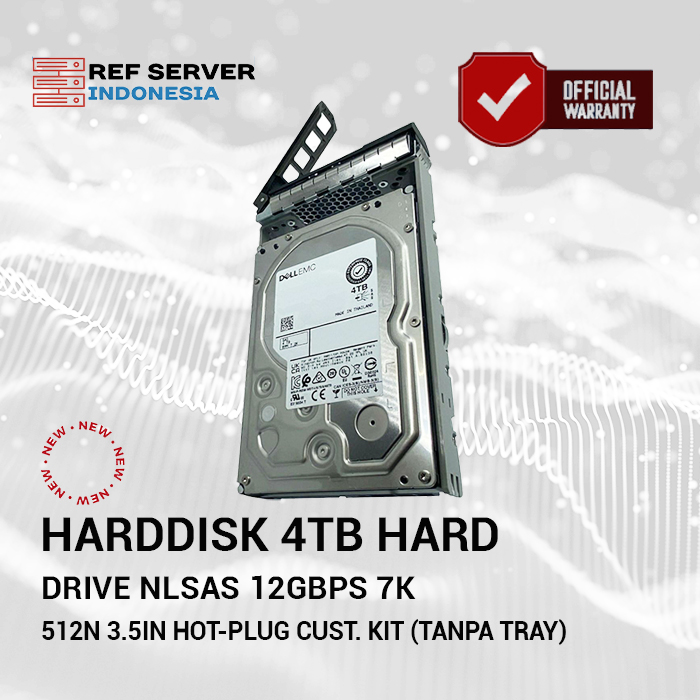 REF SERVER
INDONESIA
OFFICIAL
WARRANTY
DELLEMC
4TB
MADE IN THAILAND
NEW • NEW • NEW • NEW • NEW •
HARDDISK 4TB HARD
DRIVE NLSAS 12GBPS 7K
512N 3.5IN HOT-PLUG CUST. KIT (TANPA TRAY)